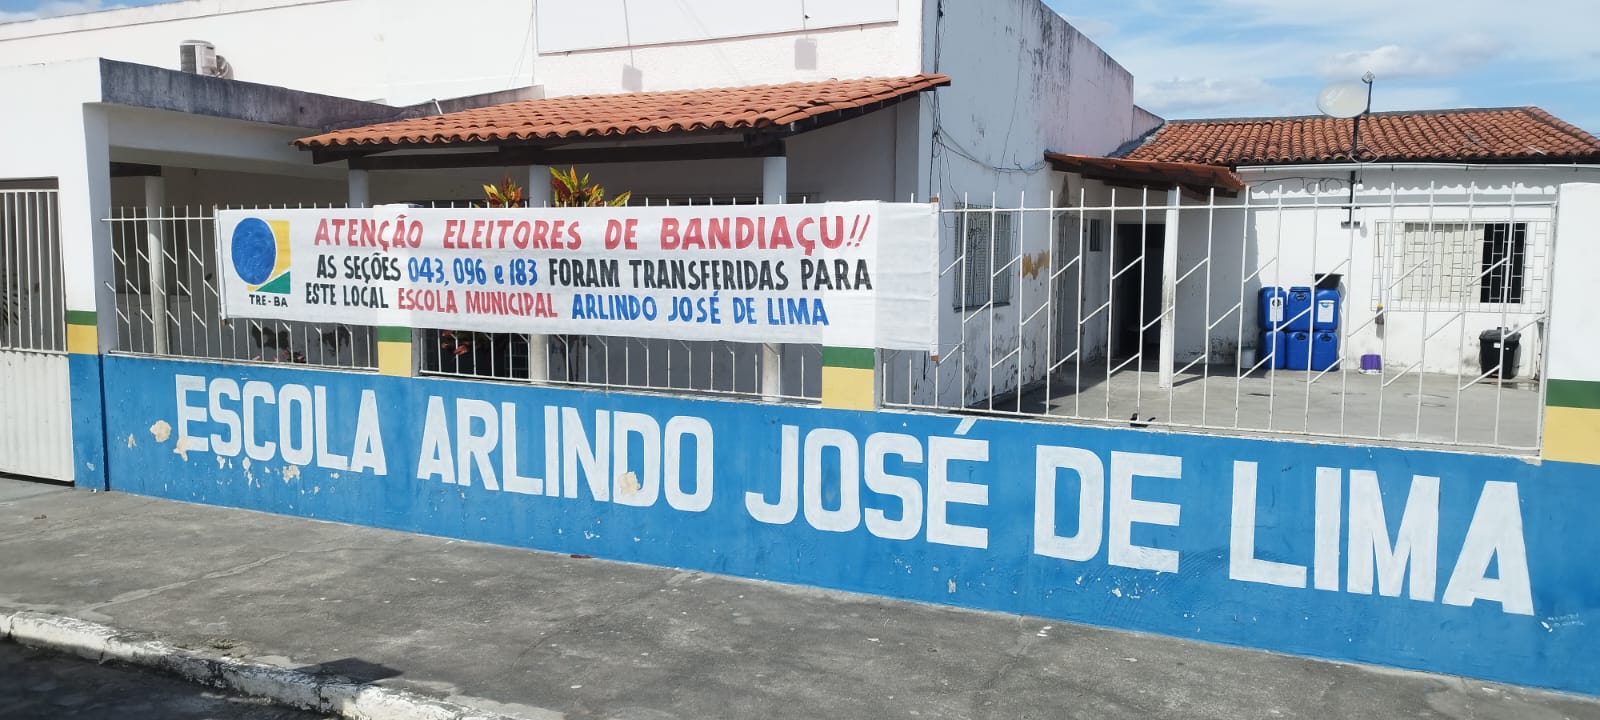 ATENÇÃO ELEITORES DE BANDIAÇU!!
AS SEÇÕES 043, 096 e 183 FORAM TRANSFERIDAS PARA
ESTE LOCAL ESCOLA MUNICIPAL ARLINDO JOSÉ DE LIMA
TRE-BA
ESCOLA ARLINDO JOSÉ DE LIMA